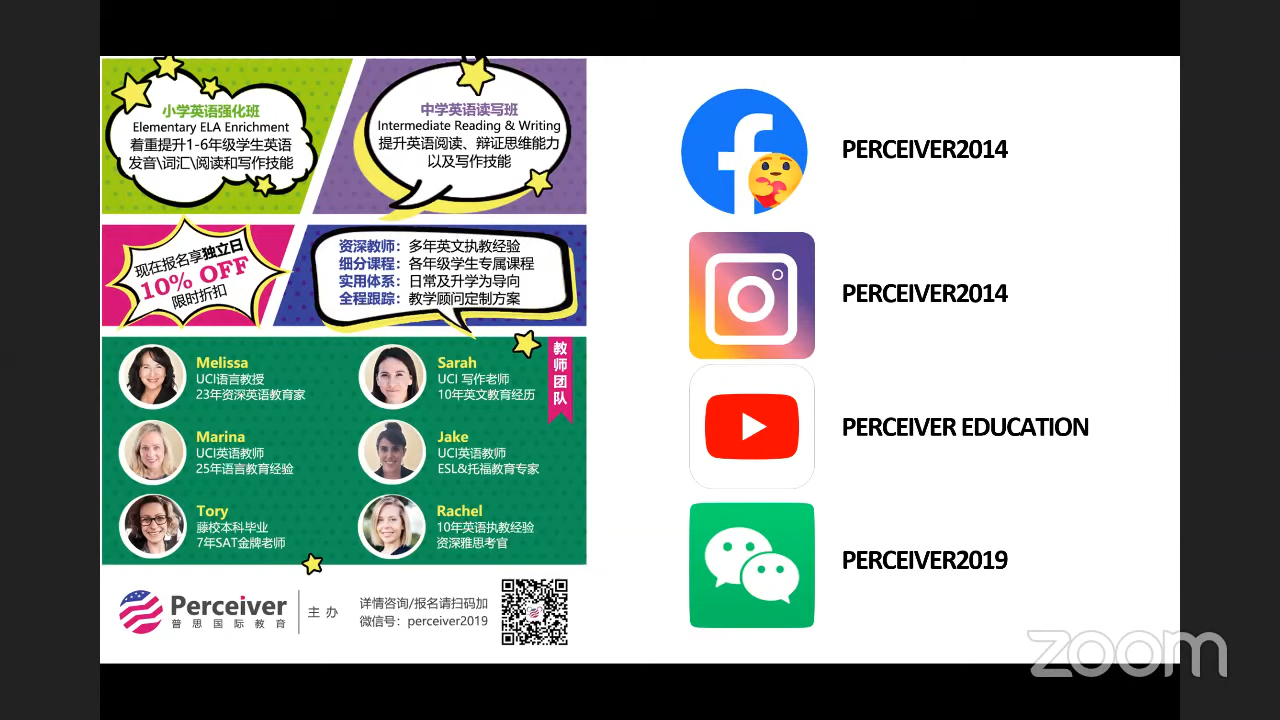 小学英语强化班
Elementary ELA Enrichment
着重提升1-6年级学生英语
发音\词汇\阅读和写作技能
中学英语读写班
Intermediate Reading & Writing
提升英语阅读、辩证思维能力
以及写作技能
现在报名享独立日
10% OFF
限时折扣
资深教师：多年英文执教经验
细分课程：各年级学生专属课程
实用体系：日常及升学为导向
全程跟踪：教学顾问定制方案
教师团队
Melissa
UCI语言教授
23年资深英语教育家
Sarah
UCI 写作老师
10年英文教育经历
Marina
UCI英语教师
25年语言教育经验
Jake
UCI英语教师
ESL&托福教育专家
Tory
藤校本科毕业
7年SAT金牌老师
Rachel
10年英语执教经验
资深雅思考官
Perceiver
普思国际教育
主办
详情咨询/报名请扫码加
微信号：perceiver2019
PERCEIVER2014
PERCEIVER2014
PERCEIVER EDUCATION
PERCEIVER2019
zoom